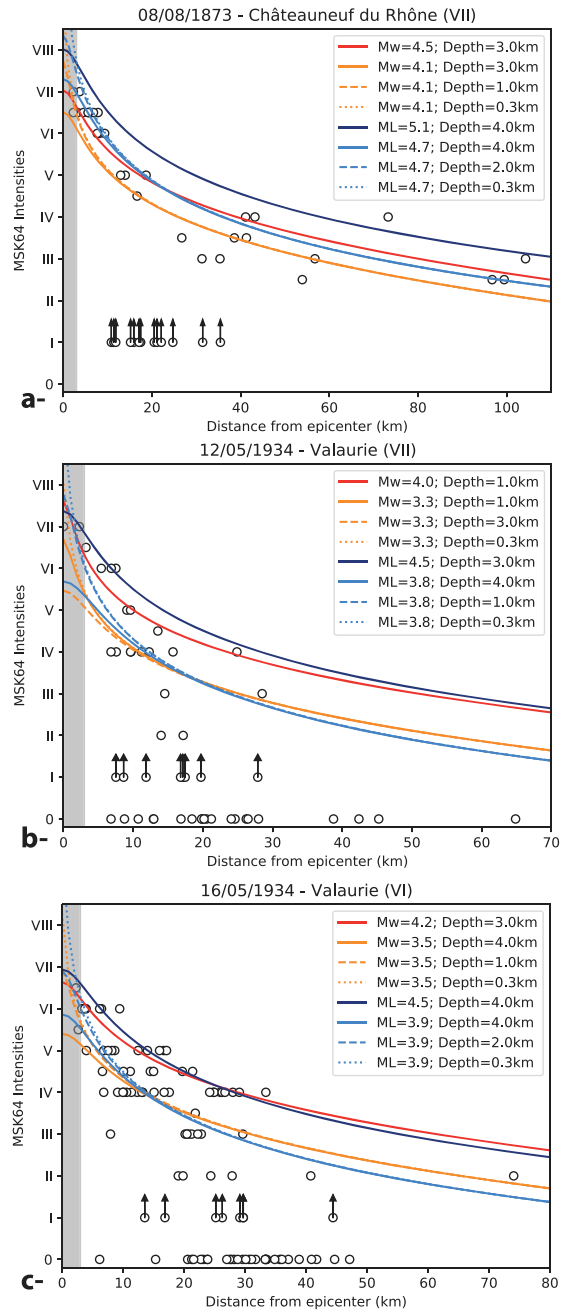 08/08/1873 - Châteauneuf du Rhône (VII)
VIII
VII
VI
V
IV
III
II
I
0
MSK64 Intensities
Mw=4.5; Depth=3.0km
Mw=4.1; Depth=3.0km
Mw=4.1; Depth=1.0km
Mw=4.1; Depth=0.3km
ML=5.1; Depth=4.0km
ML=4.7; Depth=4.0km
ML=4.7; Depth=2.0km
ML=4.7; Depth=0.3km
a-
0 20 40 60 80 100
Distance from epicenter (km)
12/05/1934 - Valaurie (VII)
VIII
VII
VI
V
IV
III
II
I
0
MSK64 Intensities
Mw=4.0; Depth=1.0km
Mw=3.3; Depth=1.0km
Mw=3.3; Depth=3.0km
Mw=3.3; Depth=0.3km
ML=4.5; Depth=3.0km
ML=3.8; Depth=4.0km
ML=3.8; Depth=1.0km
ML=3.8; Depth=0.3km
b-
0 10 20 30 40 50 60 70
Distance from epicenter (km)
16/05/1934 - Valaurie (VI)
VIII
VII
VI
V
IV
III
II
I
0
MSK64 Intensities
Mw=4.2; Depth=3.0km
Mw=3.5; Depth=4.0km
Mw=3.5; Depth=1.0km
Mw=3.5; Depth=0.3km
ML=4.5; Depth=4.0km
ML=3.9; Depth=4.0km
ML=3.9; Depth=2.0km
ML=3.9; Depth=0.3km
c-
0 10 20 30 40 50 60 70 80
Distance from epicenter (km)